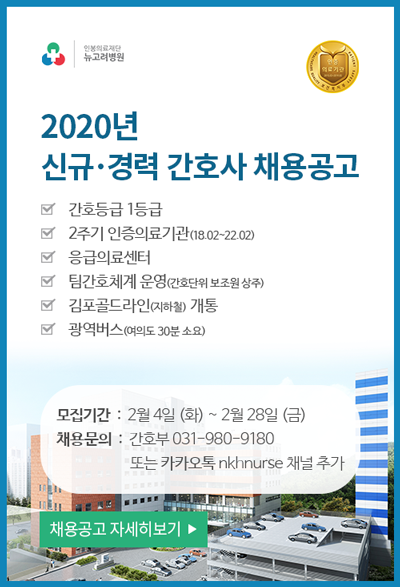 인봉의료재단
뉴고려병원
인증
의료기관
2020년
신규·경력 간호사 채용공고
간호등급 1등급
2주기 인증의료기관(18.02~22.02)
응급의료센터
팀간호체계 운영(간호단위 보조원 상주)
김포골드라인(지하철) 개통
광역버스(여의도 30분 소요)
모집기간 : 2월 4일 (화) ~ 2월 28일 (금)
채용문의 : 간호부 031-980-9180
또는 카카오톡 nkhnurse 채널 추가
채용공고 자세히보기 ▶